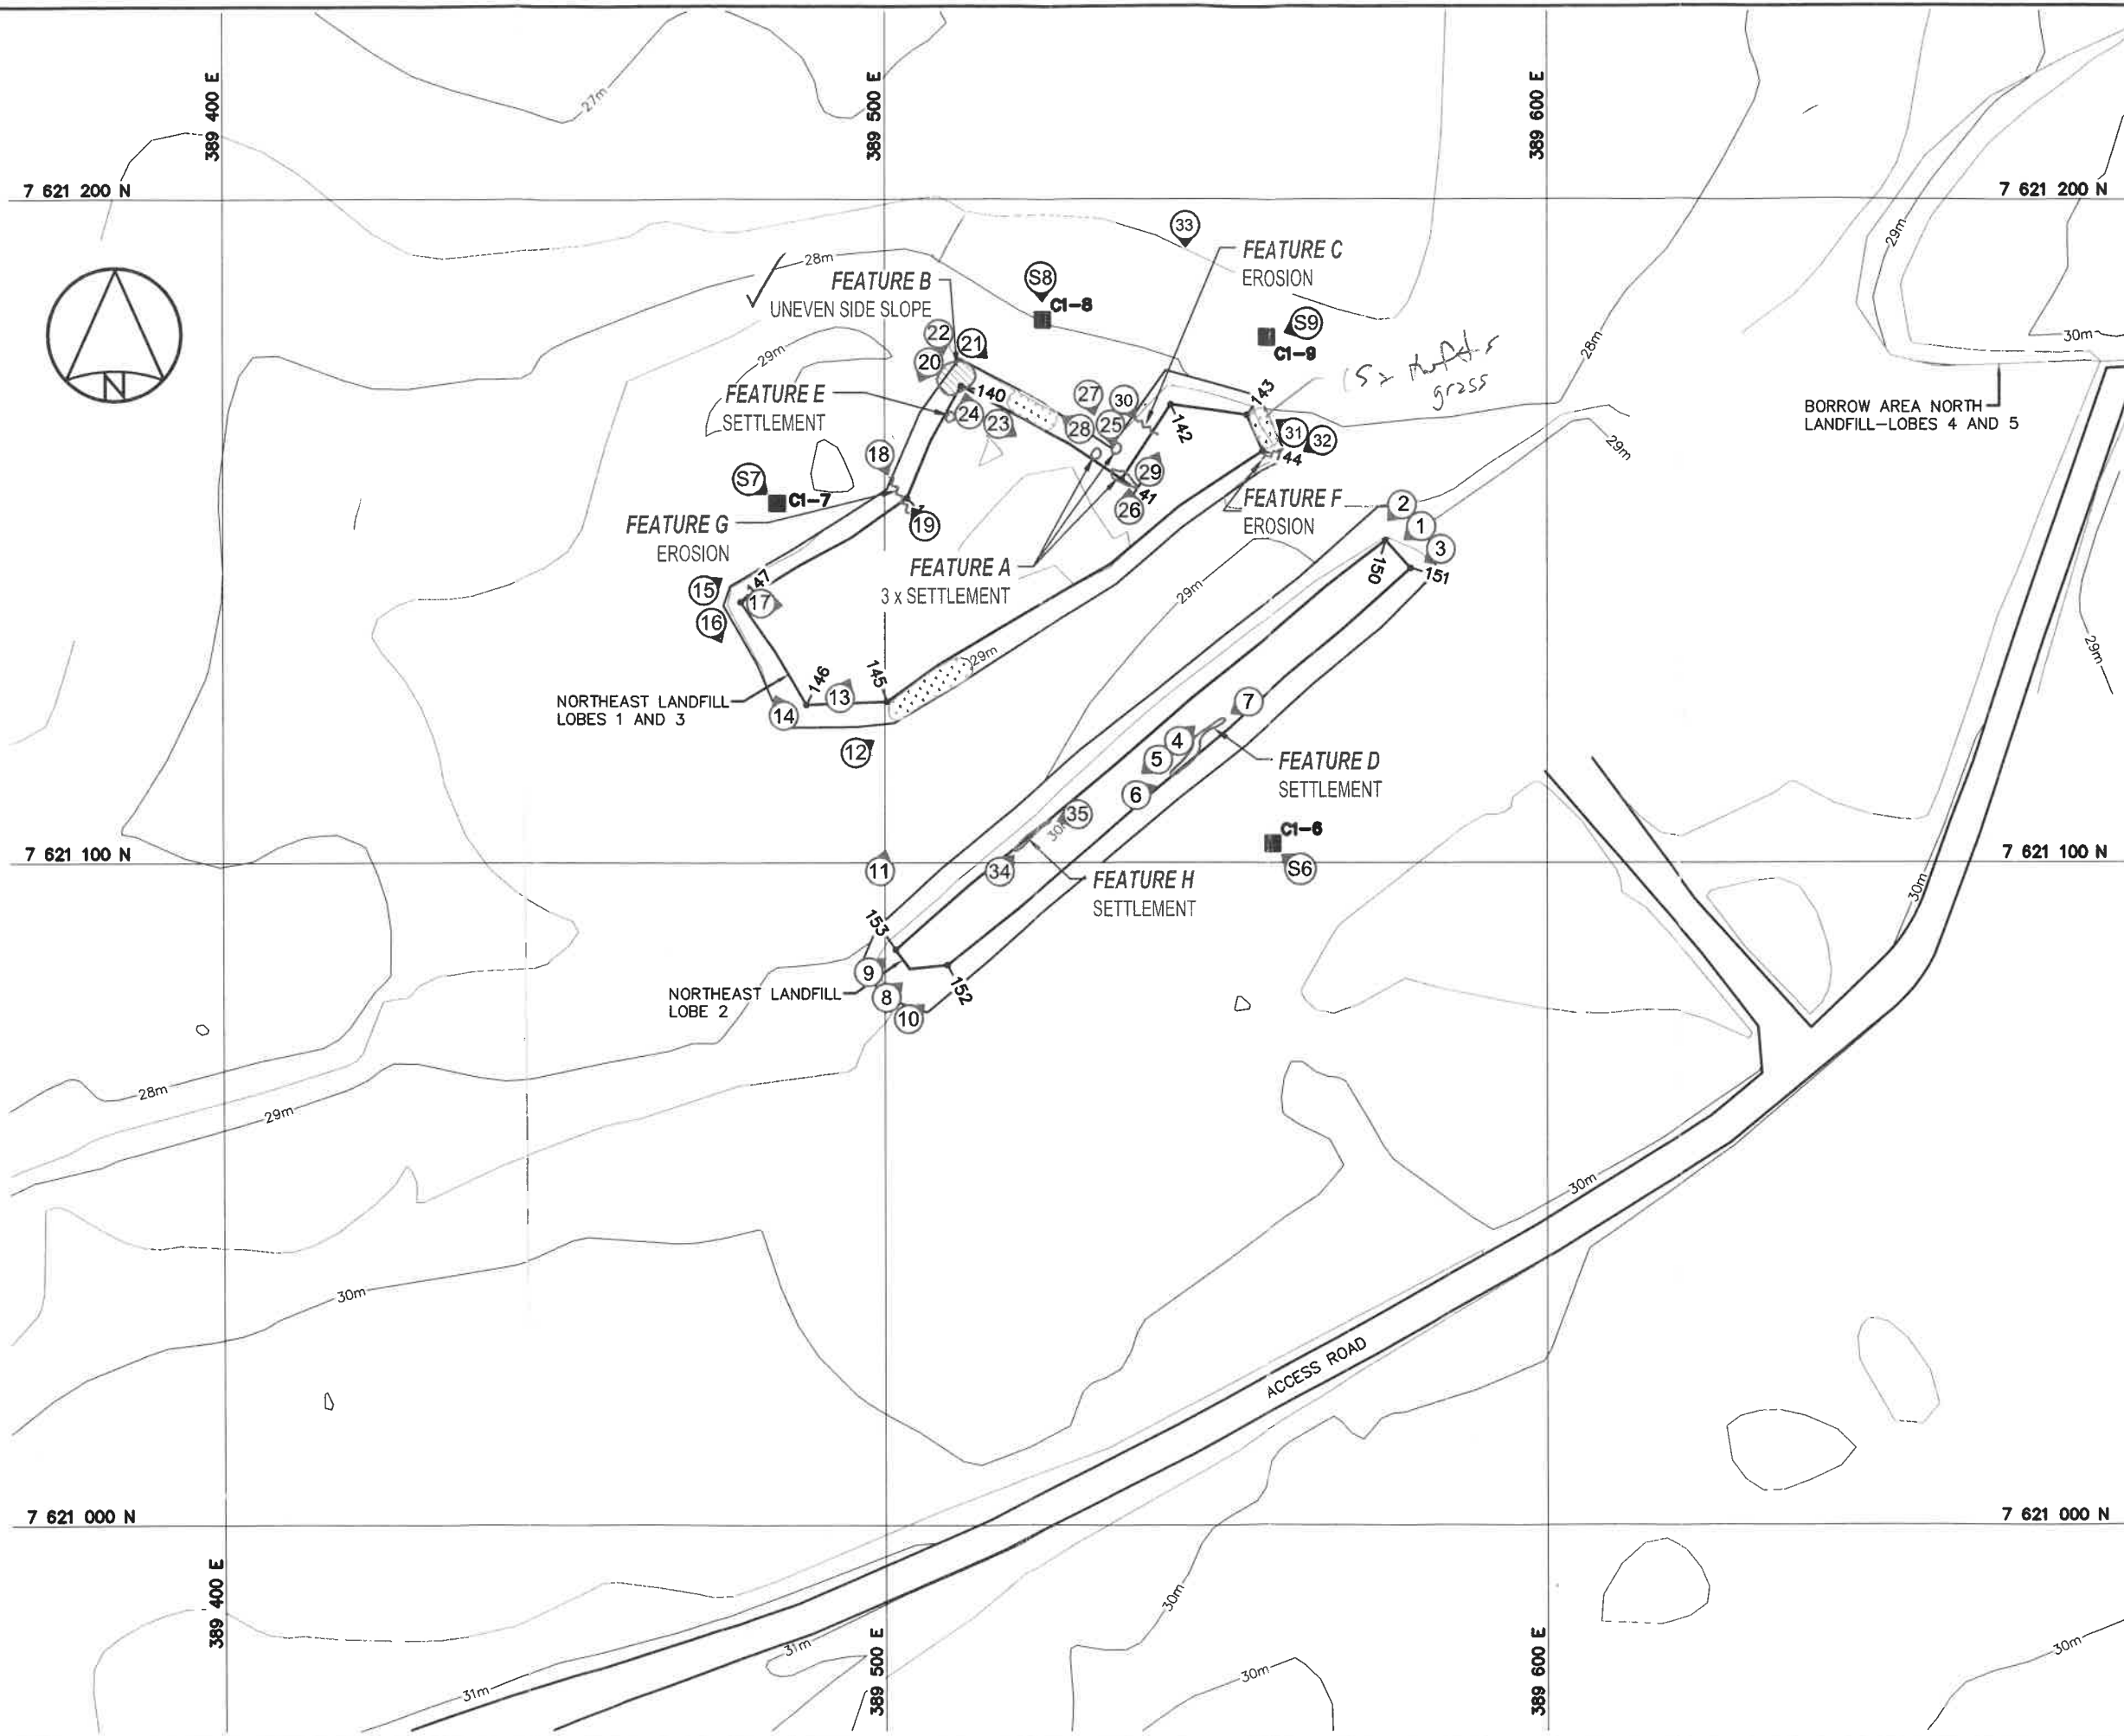 389 400 E
389 500 E
389 600 E
7 621 200 N
7 621 200 N
27m
N
28m
FEATURE B
UNEVEN SIDE SLOPE
S8
C1-8
33
FEATURE C
EROSION
S9
C1-9
grass
28m
29m
30m
BORROW AREA NORTH
LANDFILL-LOBES 4 AND 5
29m
22
21
20
FEATURE E
SETTLEMENT
140
24
23
27
30
28
25
142
143
31
32
144
29m
18
S7
C1-7
FEATURE G
EROSION
19
29
41
26
FEATURE F
EROSION
2
1
3
150
151
FEATURE A
3 x SETTLEMENT
15
147
17
16
29m
29m
29m
NORTHEAST LANDFILL
LOBES 1 AND 3
146
13
145
14
12
7
4
5
6
FEATURE D
SETTLEMENT
35
30m
C1-6
S6
7 621 100 N
7 621 100 N
11
34
FEATURE H
SETTLEMENT
30m
153
9
NORTHEAST LANDFILL
LOBE 2
8
152
10
28m
29m
30m
30m
ACCESS ROAD
7 621 000 N
7 621 000 N
389 400 E
389 500 E
389 600 E
31m
31m
30m
30m
30m